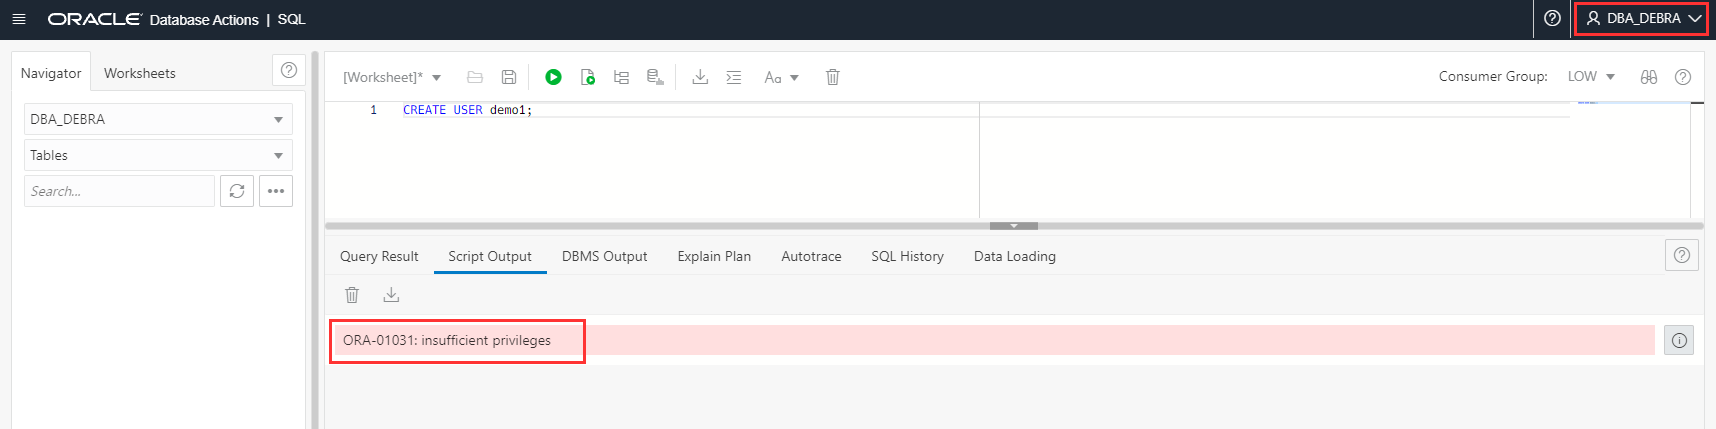 ORACLE Database Actions | SQL
DBA_DEBRA
Navigator
Worksheets
DBA_DEBRA
Tables
Search...
[Worksheet]*
Aa
Consumer Group: LOW
1 CREATE USER demo1;
Query Result
Script Output
DBMS Output
Explain Plan
Autotrace
SQL History
Data Loading
ORA-01031: insufficient privileges